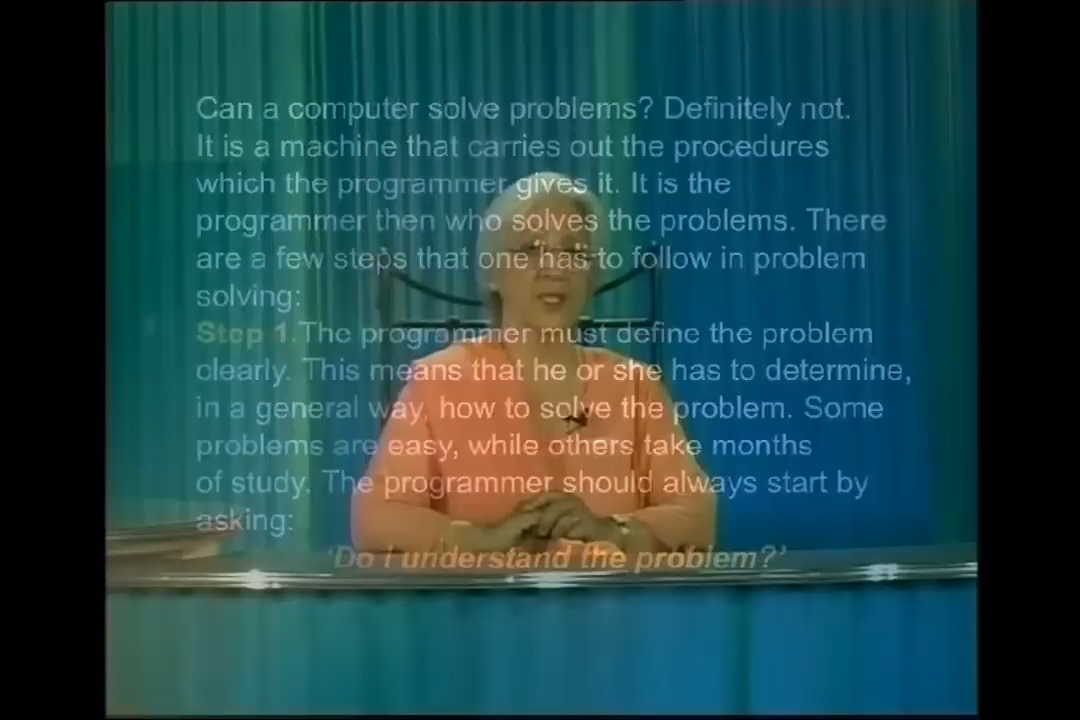 Can a computer solve problems? Definitely not.
It is a machine that carries out the procedures
which the programmer gives it. It is the
programmer then who solves the problems. There
are a few steps that one has to follow in problem
solving:
Step 1.The programmer must define the problem
clearly. This means that he or she has to determine,
in a general way, how to solve the problem. Some
problems are easy, while others take months
of study. The programmer should always start by
asking:
'Do I understand the problem?'